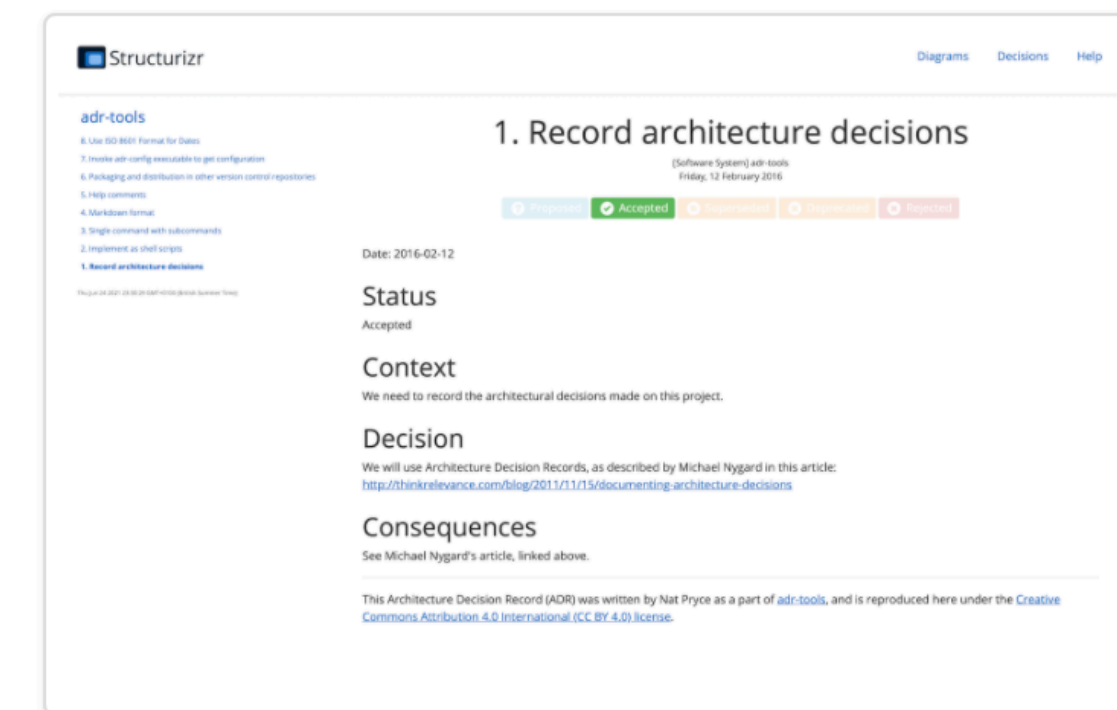 Structurizr
Diagrams Decisions Help
adr-tools
8. Use ISO 8601 Format for Dates
7. Invoke adr-config executable to get configuration
6. Packaging and distribution in other version control repositories
5. Help comments
4. Markdown format
3. Single command with subcommands
2. Implement as shell scripts
1. Record architecture decisions
1. Record architecture decisions
[Software System] adr-tools
Friday, 12 February 2016
Proposed Accepted Superseded Deprecated Rejected
Date: 2016-02-12
Status
Accepted
Context
We need to record the architectural decisions made on this project.
Decision
We will use Architecture Decision Records, as described by Michael Nygard in this article:
http://thinkrelevance.com/blog/2011/11/15/documenting-architecture-decisions
Consequences
See Michael Nygard's article, linked above.
This Architecture Decision Record (ADR) was written by Nat Pryce as a part of adr-tools, and is reproduced here under the Creative
Commons Attribution 4.0 International (CC BY 4.0) license.